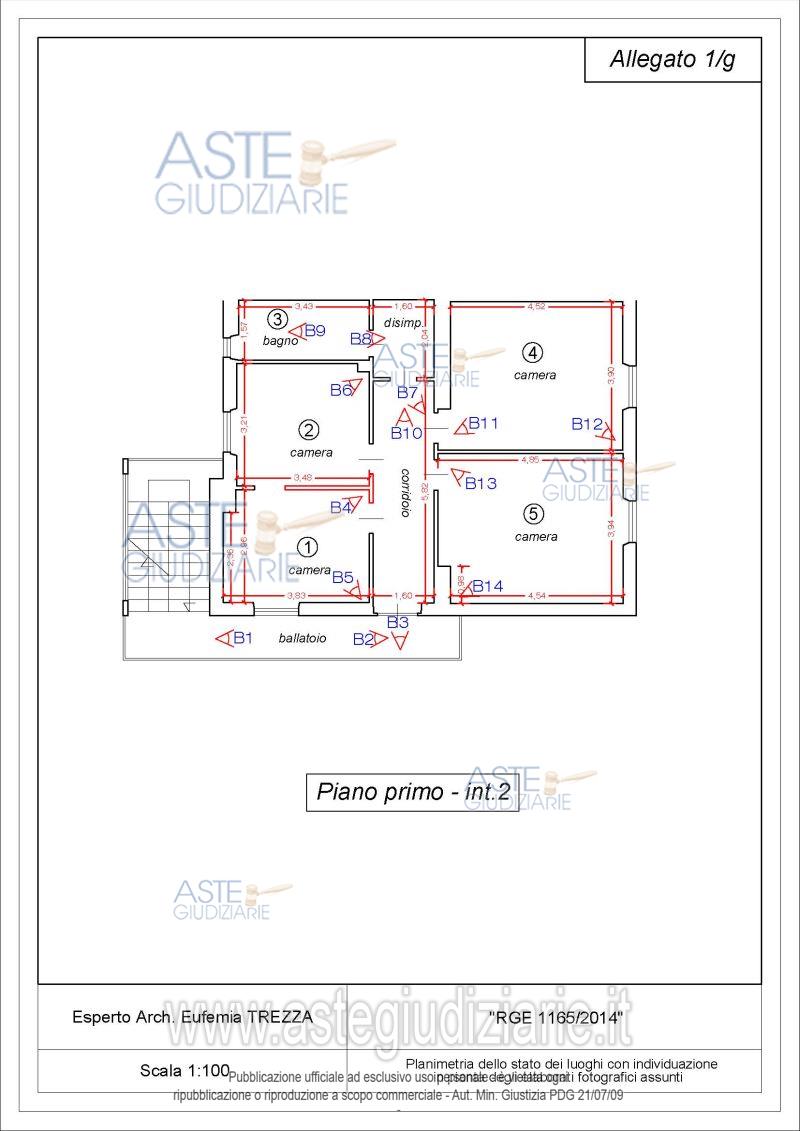 Allegato 1/g
ASTE
GIUDIZIARIE
3,43
1,60
4,52
3
B9
bagno
1,57
B8
disimp.
2,04
ASTE
GIUDIZIARIE
4
camera
3,90
B6
B7
B10
B11
B12
2
camera
3,21
3,48
corridoio
5,82
4,85
B13
ASTE
GIUDIZIARIE
B4
5
camera
3,94
ASTE
GIUDIZIARIE
1
camera
2,96
2,36
B5
0,98
B14
3,83
1,60
4,54
B1
ballatoio
B2
B3
Piano primo - int.2
ASTE
GIUDIZIARIE
ASTE
GIUDIZIARIE
Esperto Arch. Eufemia TREZZA
"RGE 1165/2014"
www.astegiudiziarie.it
Scala 1:100
Planimetria dello stato dei luoghi con individuazione
fotografici assunti
Pubblicazione ufficiale ad esclusivo uso personale è vietata ogni
ripubblicazione o riproduzione a scopo commerciale - Aut. Min. Giustizia PDG 21/07/09